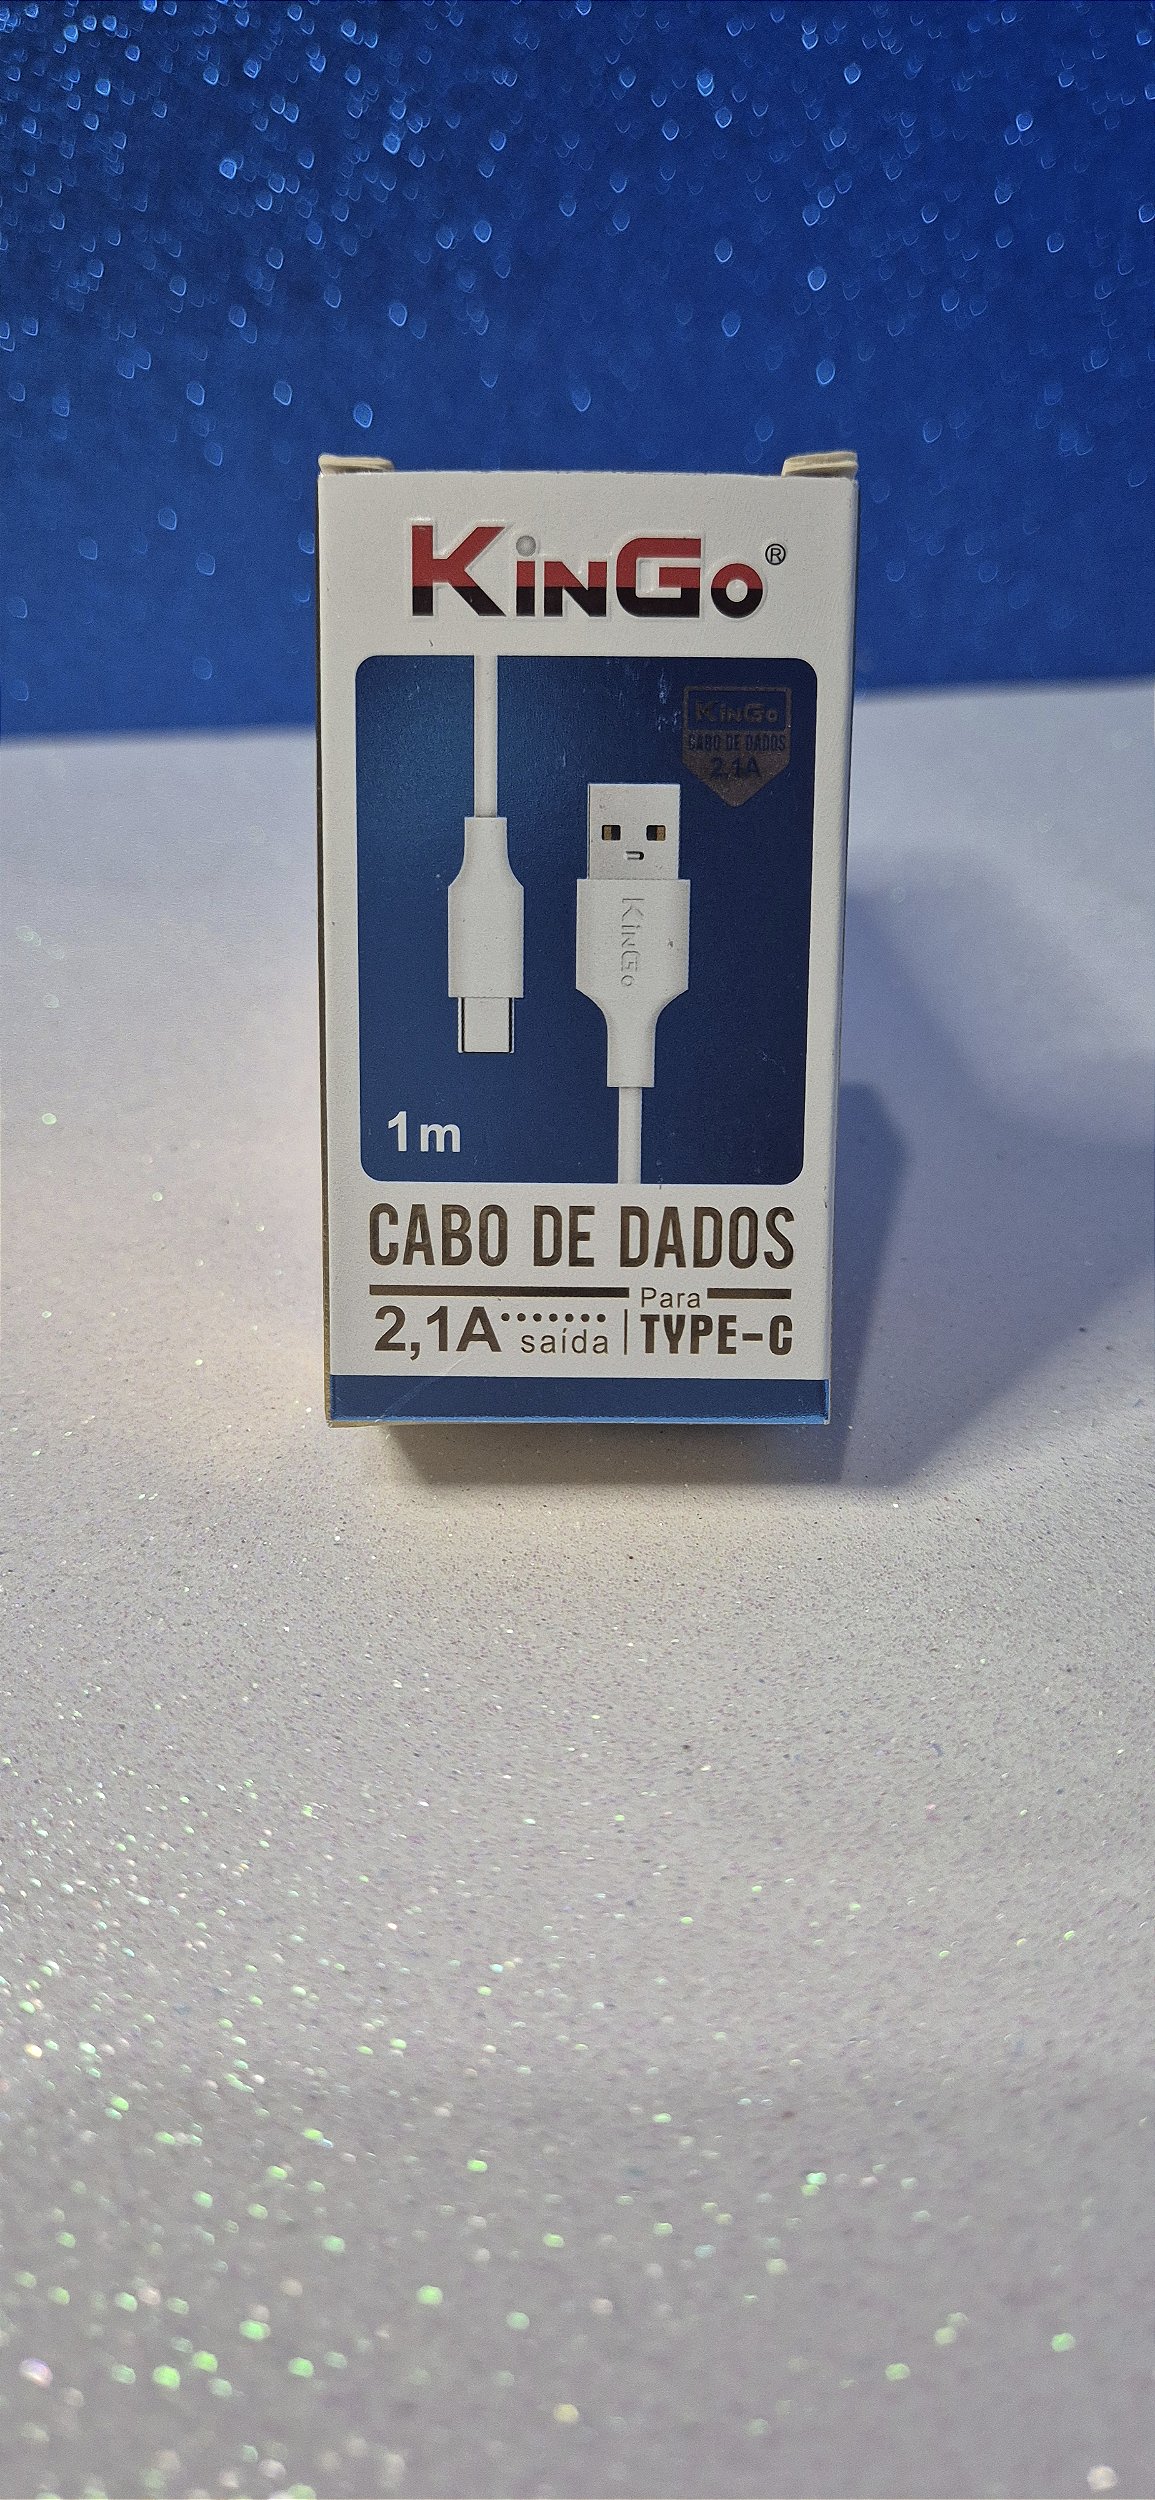 KinGo®
KinGo
CABO DE DADOS
2,1A
KinGo
1m
CABO DE DADOS
2,1A saída
Para
TYPE-C